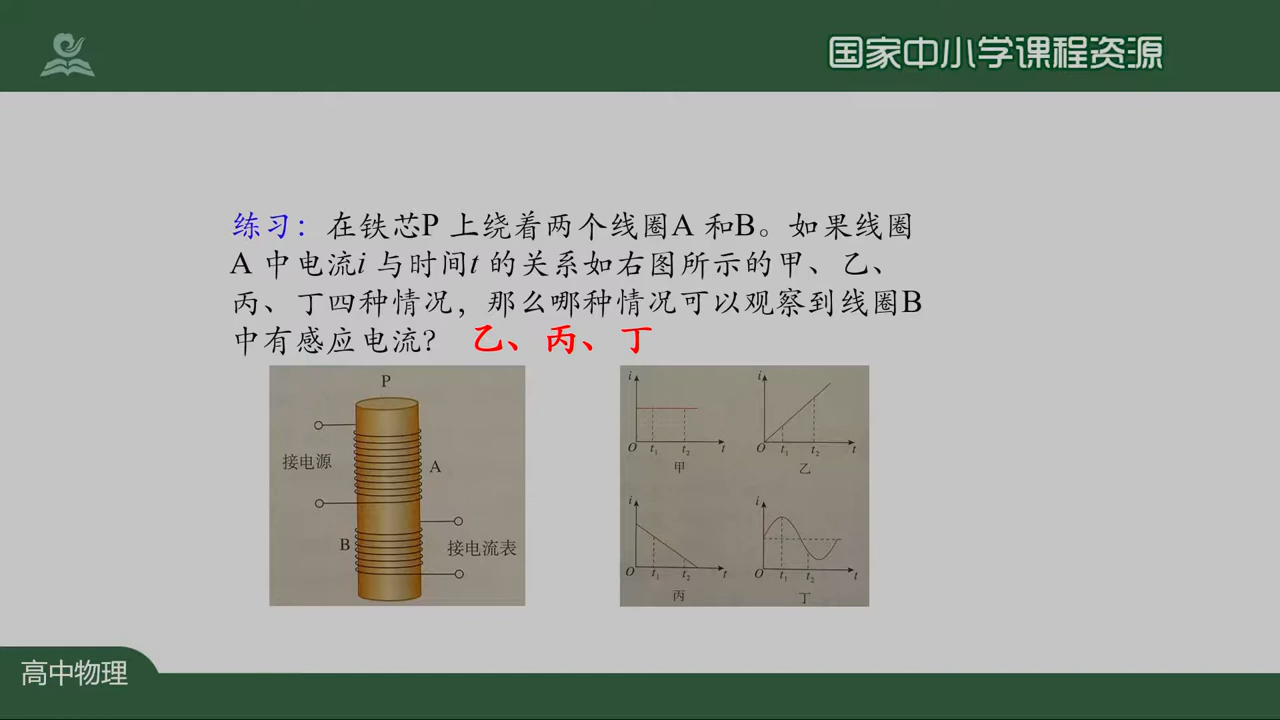 国家中小学课程资源
练习：在铁芯P 上绕着两个线圈A 和B。如果线圈
A 中电流i 与时间t 的关系如右图所示的甲、乙、
丙、丁四种情况，那么哪种情况可以观察到线圈B
中有感应电流？ 乙、丙、丁
P
接电源
A
B
接电流表
i
O t₁ t₂ t
甲
i
O t₁ t₂ t
乙
i
O t₁ t₂ t
丙
i
O t₁ t₂ t
丁
高中物理